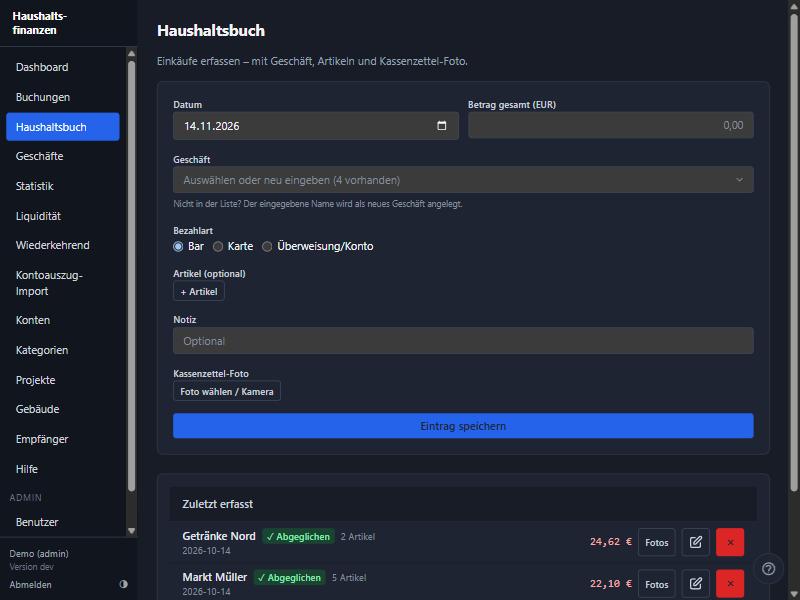 Haushalts-
finanzen
Dashboard
Buchungen
Haushaltsbuch
Geschäfte
Statistik
Liquidität
Wiederkehrend
Kontoauszug-
Import
Konten
Kategorien
Projekte
Gebäude
Empfänger
Hilfe
ADMIN
Benutzer
Demo (admin)
Version dev
Abmelden
Haushaltsbuch
Einkäufe erfassen – mit Geschäft, Artikeln und Kassenzettel-Foto.
Datum
Betrag gesamt (EUR)
14.11.2026
0,00
Geschäft
Auswählen oder neu eingeben (4 vorhanden)
Nicht in der Liste? Der eingegebene Name wird als neues Geschäft angelegt.
Bezahlart
Bar Karte Überweisung/Konto
Artikel (optional)
+ Artikel
Notiz
Optional
Kassenzettel-Foto
Foto wählen / Kamera
Eintrag speichern
Zuletzt erfasst
Getränke Nord ✓ Abgeglichen 2 Artikel
2026-10-14
24,62 € Fotos ×
Markt Müller ✓ Abgeglichen 5 Artikel
2026-10-14
22,10 € Fotos ×